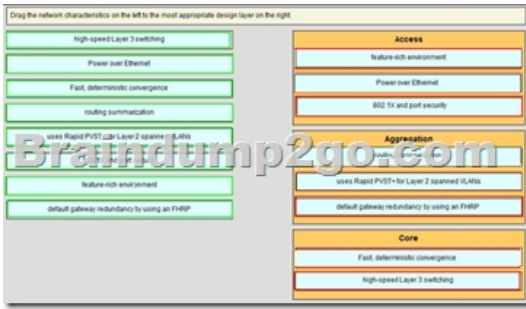 Drag the network characteristics on the left to the most appropriate design layer on the right
high-speed Layer 3 switching
Power over Ethernet
Fast, deterministic convergence
routing summarization
uses Rapid PVST+ for Layer 2 spanned VLANs
feature-rich environment
default gateway redundancy by using an FHRP
Access
feature-rich environment
Power over Ethernet
802.1X and port security
Aggregation
uses Rapid PVST+ for Layer 2 spanned VLANs
default gateway redundancy by using an FHRP
Core
Fast, deterministic convergence
high-speed Layer 3 switching
Braindump2go.com